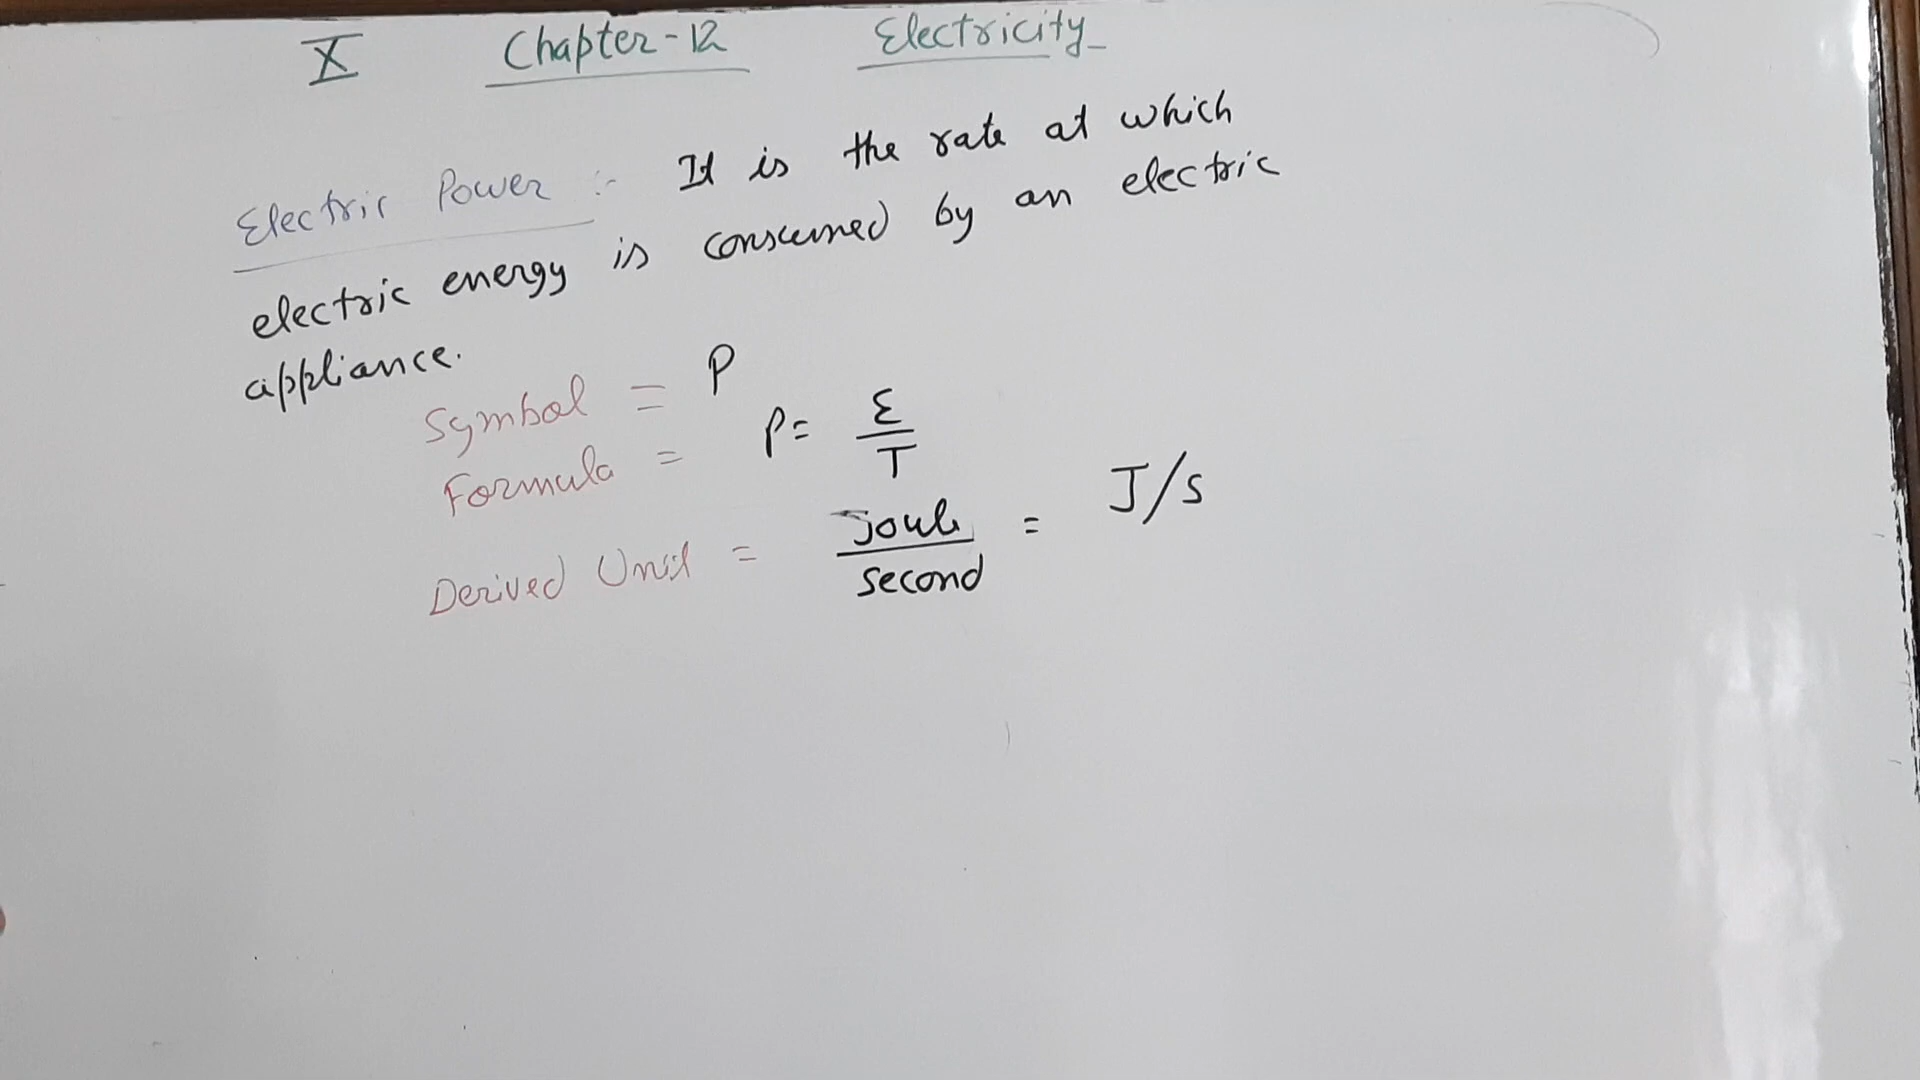 X Chapter-12 Electricity
Electric Power :- It is the rate at which
electric energy is consumed by an electric
appliance.
Symbol = P
Formula = P = E/T
Derived Unit = Joule/second = J/s